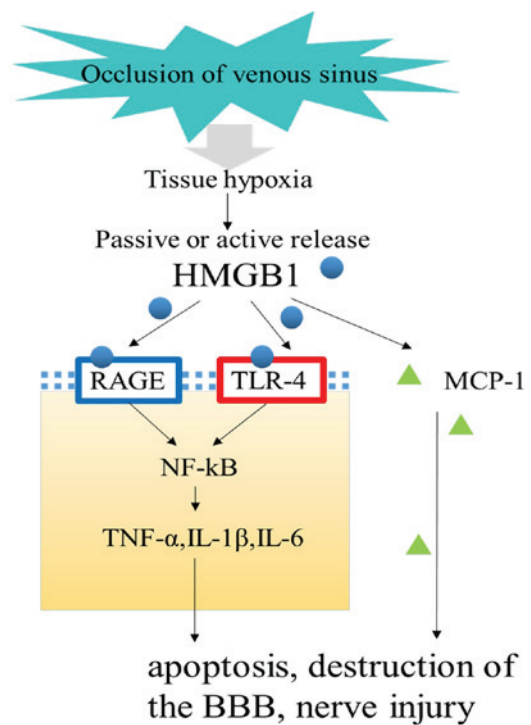 Occlusion of venous sinus
Tissue hypoxia
Passive or active release
HMGB1
RAGE
TLR-4
MCP-1
NF-kB
TNF-α,IL-1β,IL-6
apoptosis, destruction of
the BBB, nerve injury